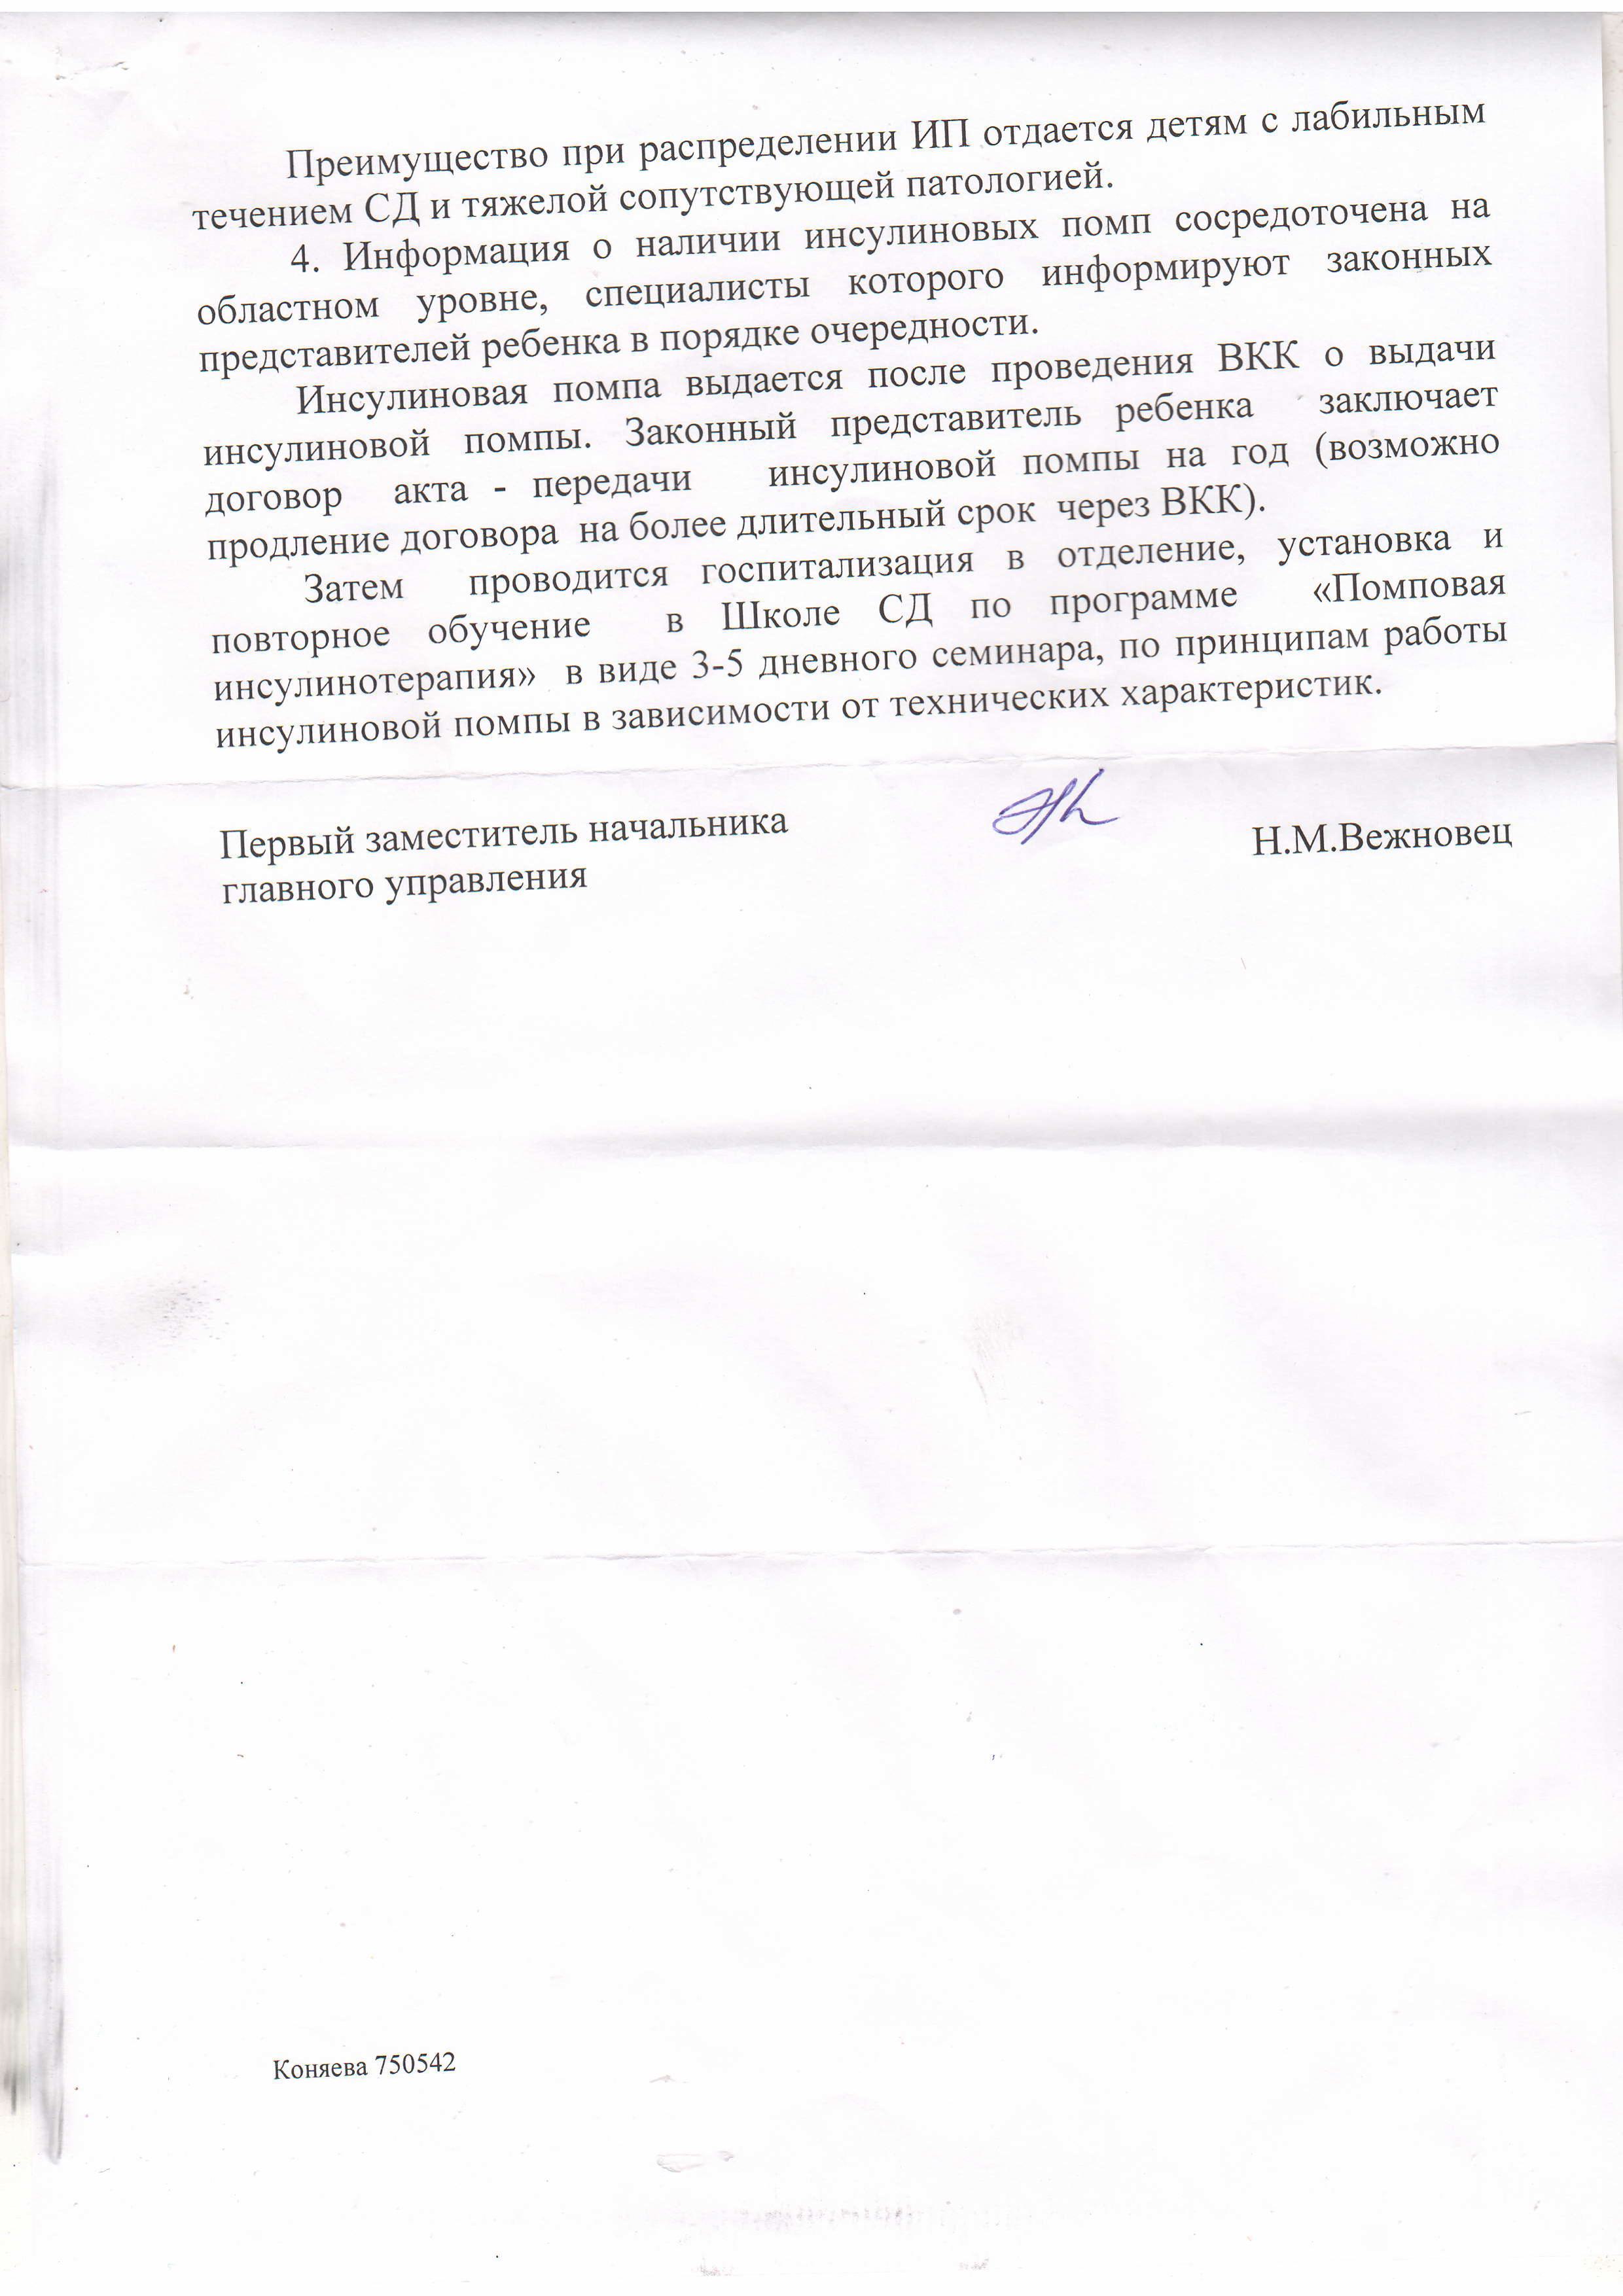 Преимущество при распределении ИП отдается детям с лабильным
течением СД и тяжелой сопутствующей патологией.
4. Информация о наличии инсулиновых помп сосредоточена на
областном уровне, специалисты которого информируют законных
представителей ребенка в порядке очередности.
Инсулиновая помпа выдается после проведения ВКК о выдачи
инсулиновой помпы. Законный представитель ребенка заключает
договор акта - передачи инсулиновой помпы на год (возможно
продление договора на более длительный срок через ВКК).
Затем проводится госпитализация в отделение, установка и
повторное обучение в Школе СД по программе «Помповая
инсулинотерапия» в виде 3-5 дневного семинара, по принципам работы
инсулиновой помпы в зависимости от технических характеристик.
Первый заместитель начальника
главного управления
Н.М.Вежновец
Коняева 750542